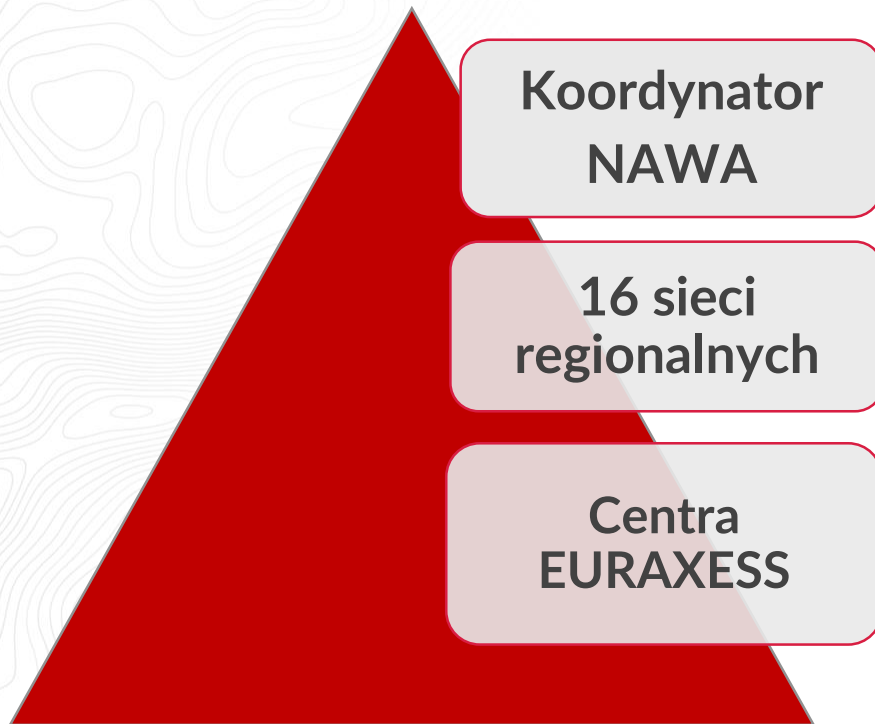 Koordynator
NAWA
16 sieci
regionalnych
Centra
EURAXESS